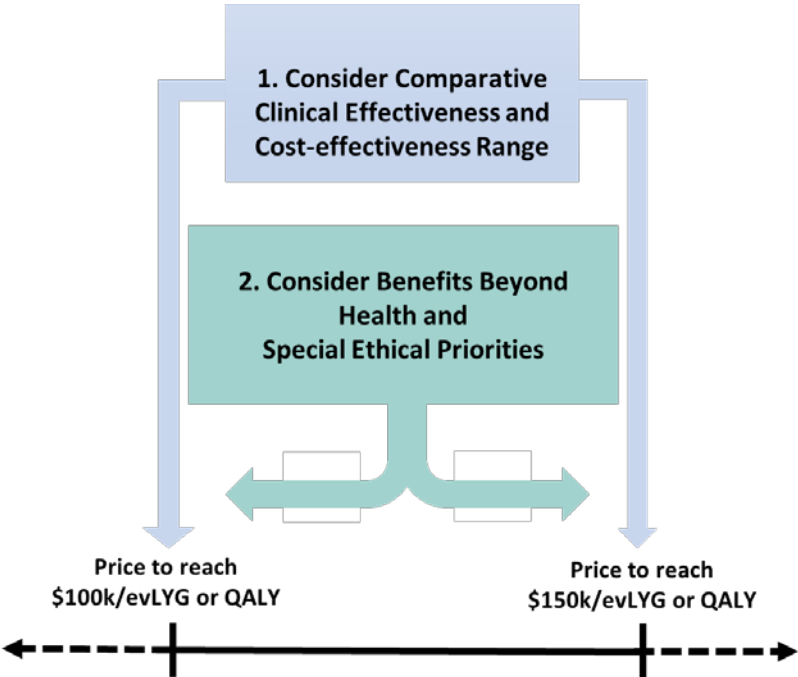 1. Consider Comparative
Clinical Effectiveness and
Cost-effectiveness Range
2. Consider Benefits Beyond
Health and
Special Ethical Priorities
Price to reach
$100k/evLYG or QALY
Price to reach
$150k/evLYG or QALY